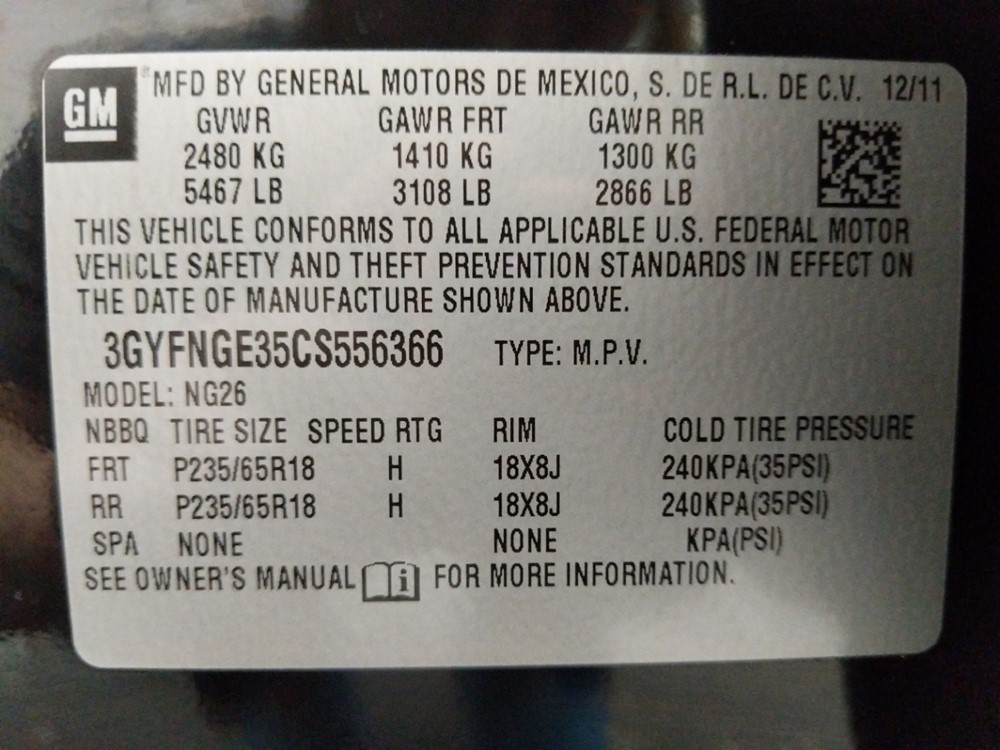 GM
® MFD BY GENERAL MOTORS DE MEXICO, S. DE R.L. DE C.V. 12/11
GVWR GAWR FRT GAWR RR
2480 KG 1410 KG 1300 KG
5467 LB 3108 LB 2866 LB
THIS VEHICLE CONFORMS TO ALL APPLICABLE U.S. FEDERAL MOTOR
VEHICLE SAFETY AND THEFT PREVENTION STANDARDS IN EFFECT ON
THE DATE OF MANUFACTURE SHOWN ABOVE.
3GYFNGE35CS556366 TYPE: M.P.V.
MODEL: NG26
NBBQ TIRE SIZE SPEED RTG RIM COLD TIRE PRESSURE
FRT P235/65R18 H 18X8J 240KPA(35PSI)
RR P235/65R18 H 18X8J 240KPA(35PSI)
SPA NONE NONE KPA(PSI)
SEE OWNER'S MANUAL i FOR MORE INFORMATION.